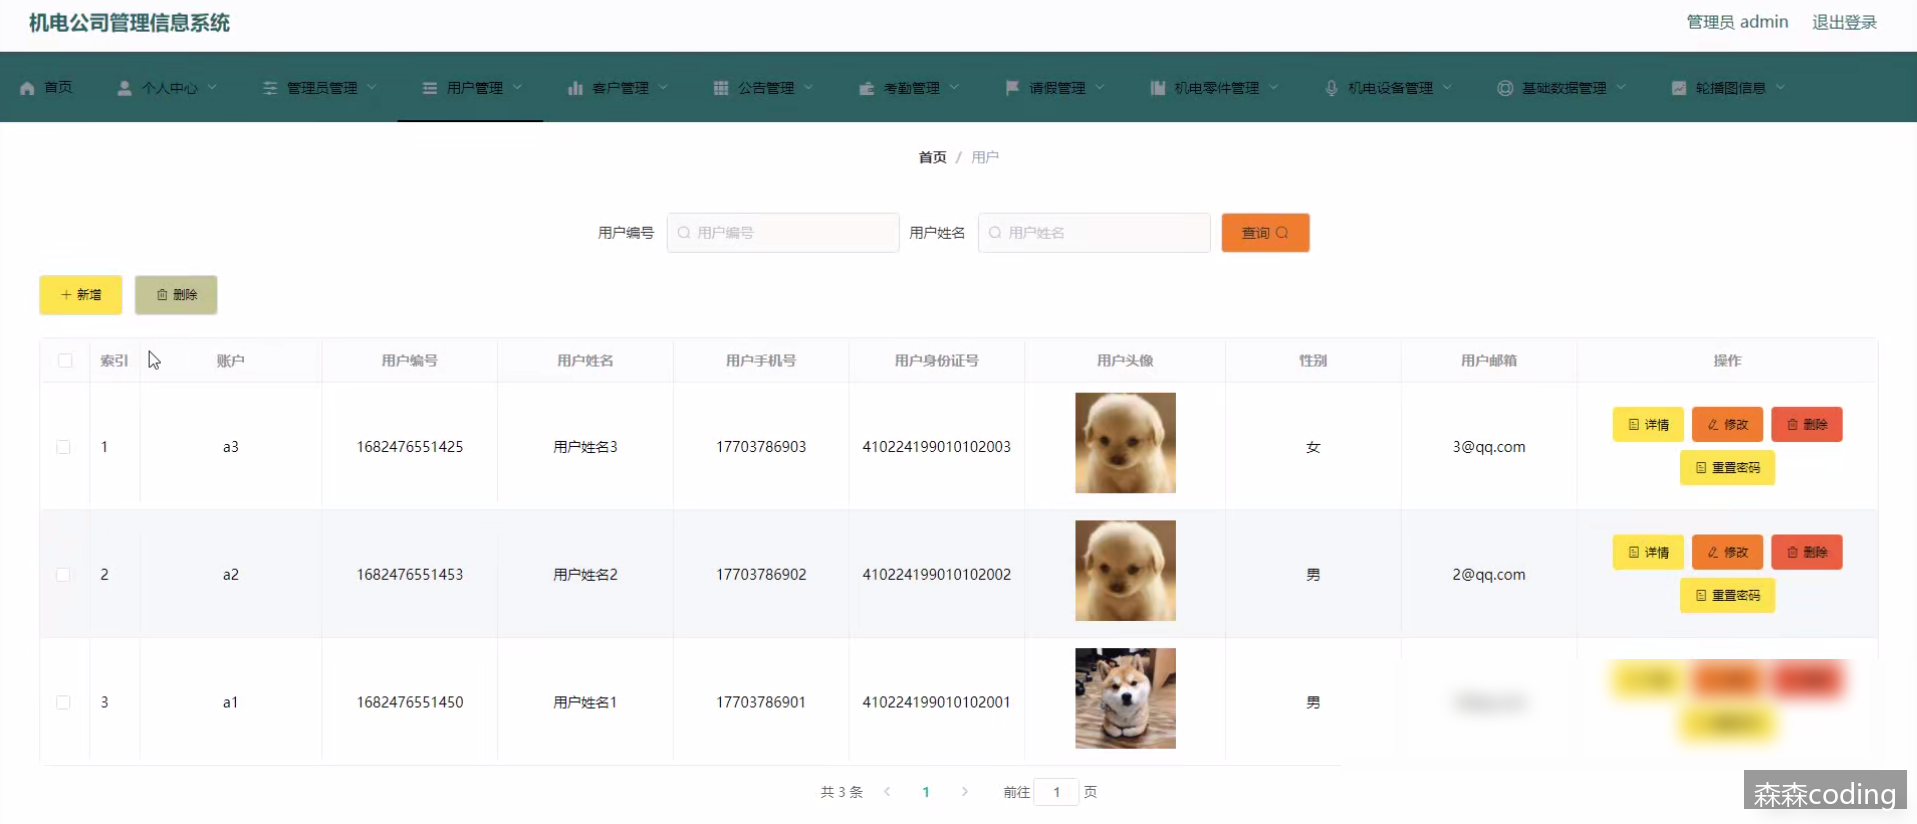 机电公司管理信息系统
管理员 admin 退出登录
首页 个人中心 管理员管理 用户管理 客户管理 公告管理 考勤管理 请假管理 机电零件管理 机电设备管理 基础数据管理 轮播图信息
首页 / 用户
用户编号 用户编号 用户姓名 用户姓名 查询
新增 删除
索引 账户 用户编号 用户姓名 用户手机号 用户身份证号 用户头像 性别 用户邮箱 操作
1 a3 1682476551425 用户姓名3 17703786903 410224199010102003 女 3@qq.com 详情 修改 删除
重置密码
2 a2 1682476551453 用户姓名2 17703786902 410224199010102002 男 2@qq.com 详情 修改 删除
重置密码
3 a1 1682476551450 用户姓名1 17703786901 410224199010102001 男
共 3 条 1 前往 1 页
森森coding